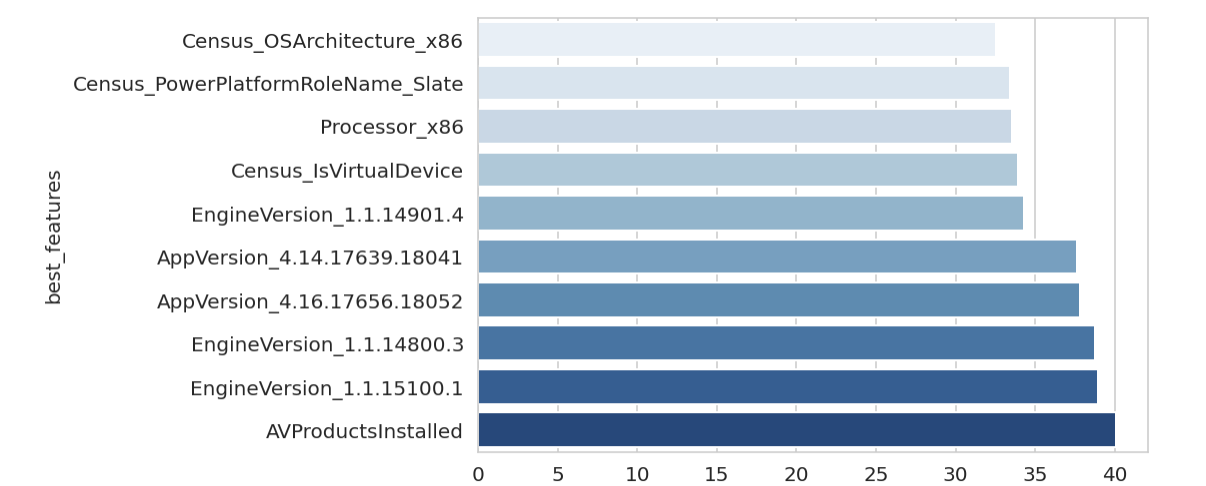 best_features
Census_OSArchitecture_x86
Census_PowerPlatformRoleName_Slate
Processor_x86
Census_IsVirtualDevice
EngineVersion_1.1.14901.4
AppVersion_4.14.17639.18041
AppVersion_4.16.17656.18052
EngineVersion_1.1.14800.3
EngineVersion_1.1.15100.1
AVProductsInstalled
0 5 10 15 20 25 30 35 40